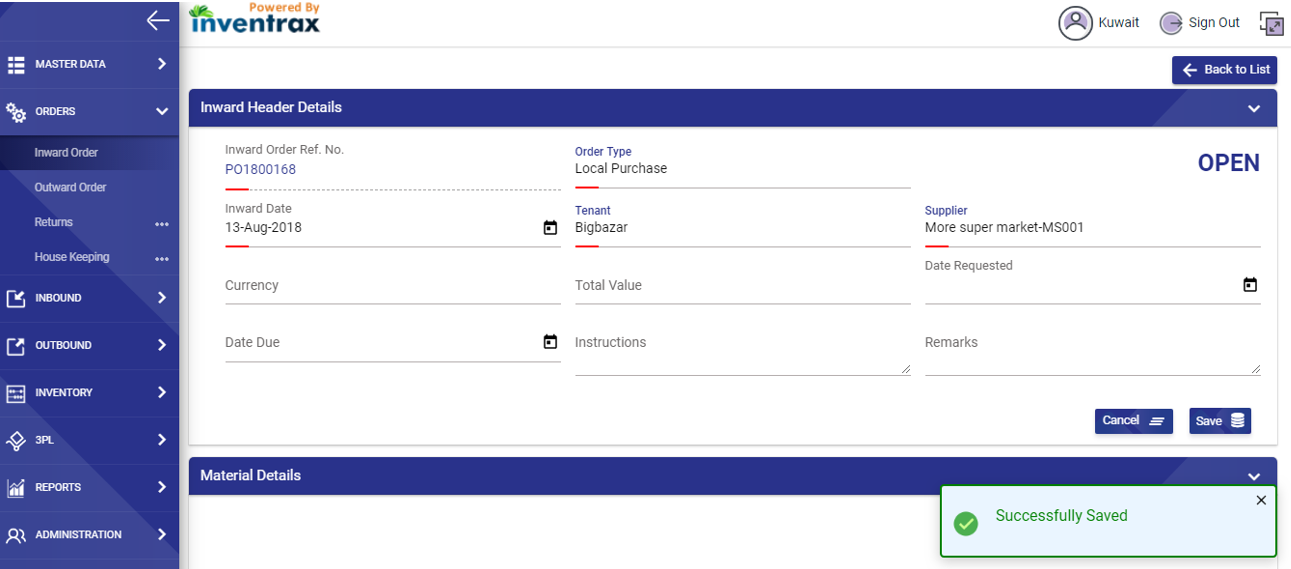 Powered By
inventrax
Kuwait
Sign Out
MASTER DATA
ORDERS
Inward Order
Outward Order
Returns
House Keeping
INBOUND
OUTBOUND
INVENTORY
3PL
REPORTS
ADMINISTRATION
Back to List
Inward Header Details
Inward Order Ref. No.
PO1800168
Order Type
Local Purchase
OPEN
Inward Date
13-Aug-2018
Tenant
Bigbazar
Supplier
More super market-MS001
Currency
Total Value
Date Requested
Date Due
Instructions
Remarks
Cancel
Save
Material Details
Successfully Saved